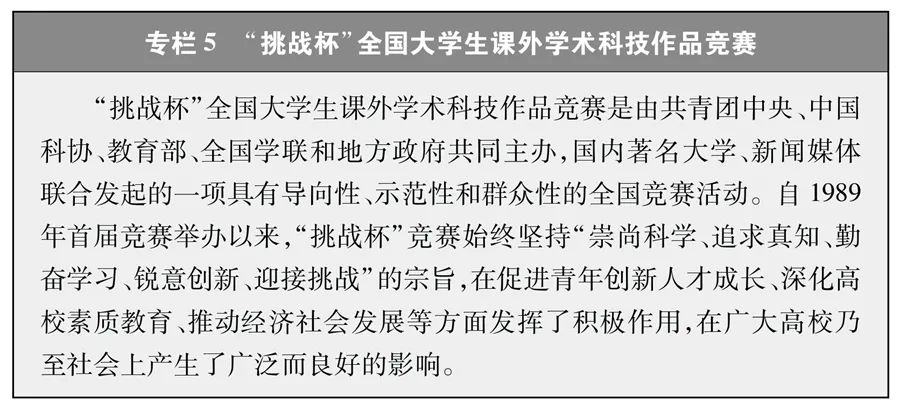 专栏5 “挑战杯”全国大学生课外学术科技作品竞赛
“挑战杯”全国大学生课外学术科技作品竞赛是由共青团中央、中国
科协、教育部、全国学联和地方政府共同主办，国内著名大学、新闻媒体
联合发起的一项具有导向性、示范性和群众性的全国竞赛活动。自 1989
年首届竞赛举办以来，“挑战杯”竞赛始终坚持“崇尚科学、追求真知、勤
奋学习、锐意创新、迎接挑战”的宗旨，在促进青年创新人才成长、深化高
校素质教育、推动经济社会发展等方面发挥了积极作用，在广大高校乃
至社会上产生了广泛而良好的影响。